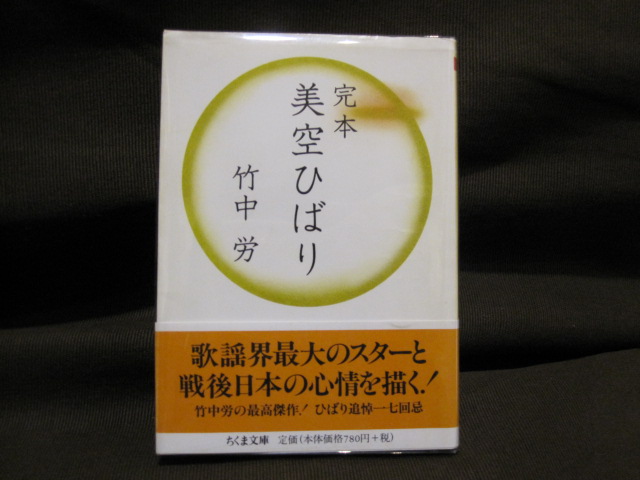 完本
美空ひばり
竹中 労
歌謡界最大のスターと
戦後日本の心情を描く!
竹中労の最高傑作! ひばり追悼一七回忌
ちくま文庫 定価(本体価格780円+税)